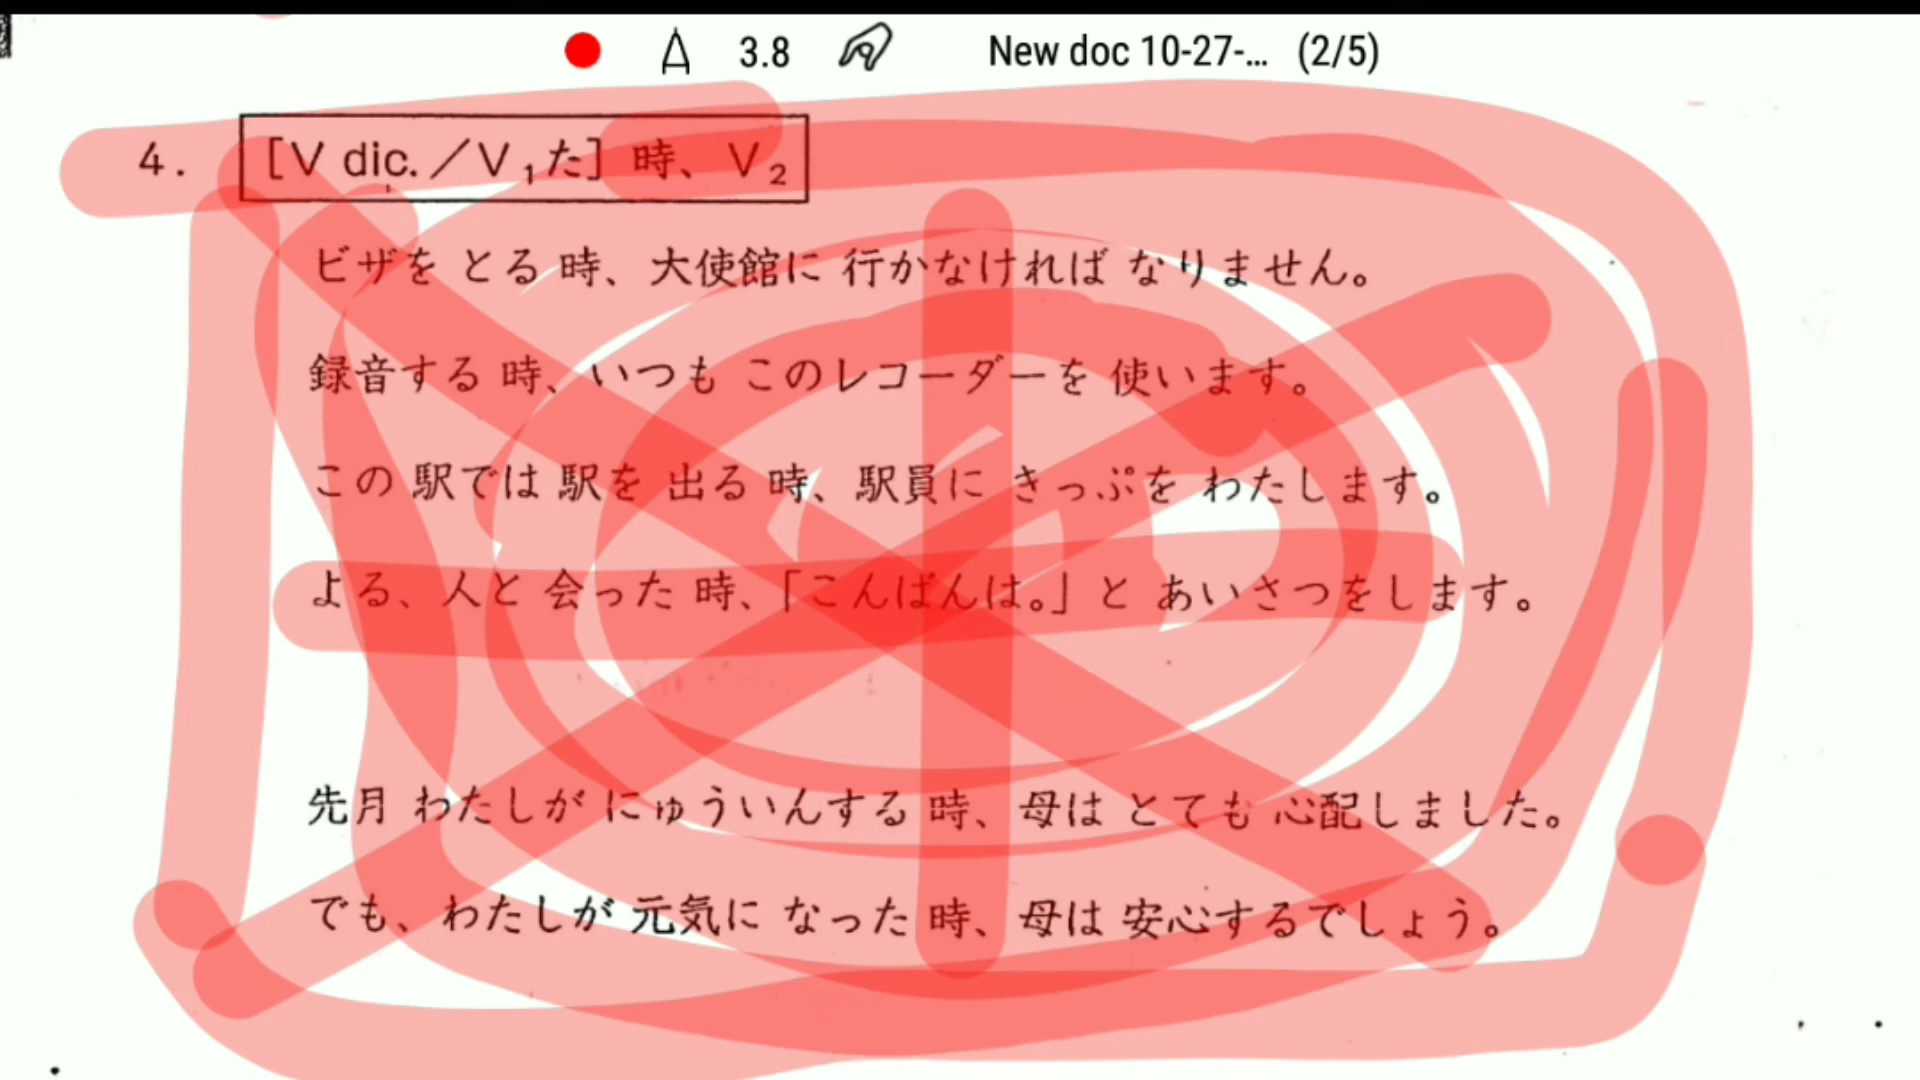 3.8 New doc 10-27-... (2/5)
4. [V dic.／V₁た] 時、V₂
ビザを とる 時、大使館に 行かなければ なりません。
録音する 時、いつも このレコーダーを 使います。
この 駅では 駅を 出る 時、駅員に きっぷを わたします。
よる、人と 会った 時、「こんばんは。」と あいさつをします。
先月 わたしが にゅういんする 時、母は とても 心配しました。
でも、わたしが 元気に なった 時、母は 安心するでしょう。